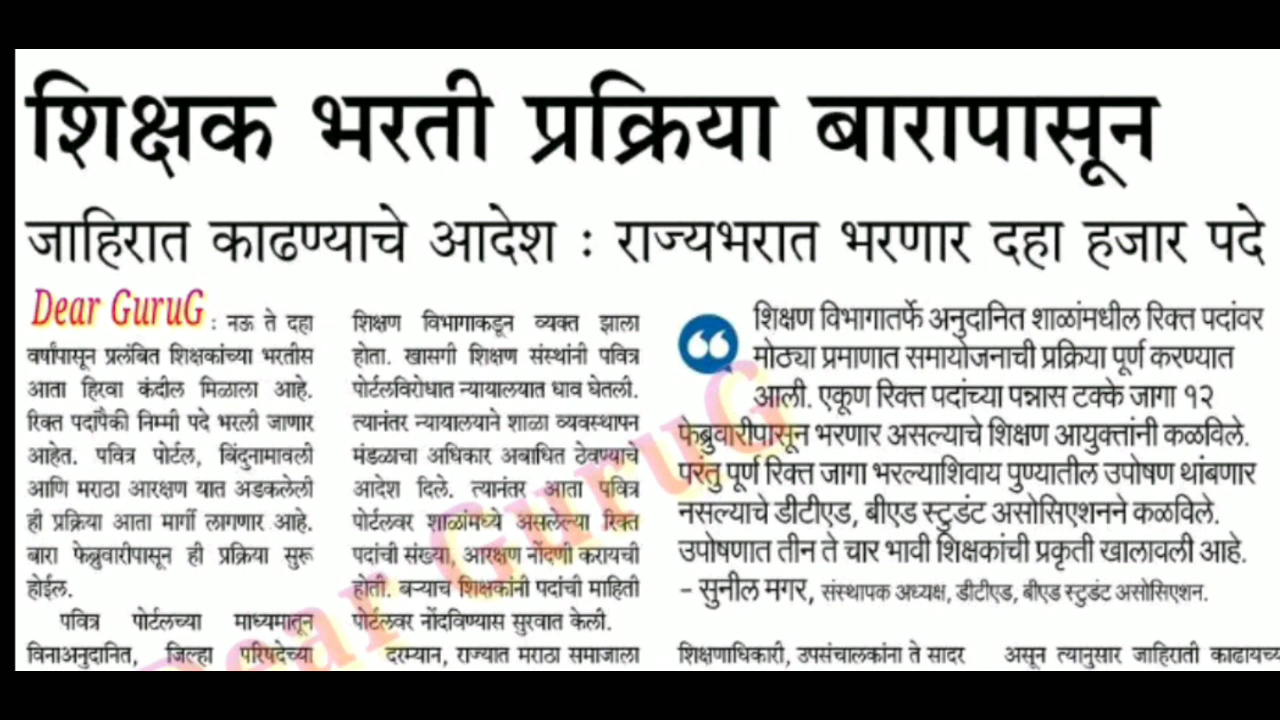 शिक्षक भरती प्रक्रिया बारापासून
जाहिरात काढण्याचे आदेश : राज्यभरात भरणार दहा हजार पदे
Dear GuruG : नऊ ते दहा
वर्षांपासून प्रलंबित शिक्षकांच्या भरतीस
आता हिरवा कंदील मिळाला आहे.
रिक्त पदांपैकी निम्मी पदे भरली जाणार
आहेत. पवित्र पोर्टल, बिंदुनामावली
आणि मराठा आरक्षण यात अडकलेली
ही प्रक्रिया आता मार्गी लागणार आहे.
बारा फेब्रुवारीपासून ही प्रक्रिया सुरू
होईल.
पवित्र पोर्टलच्या माध्यमातून
विनाअनुदानित, जिल्हा परिषदेच्या
शिक्षण विभागाकडून व्यक्त झाला
होता. खासगी शिक्षण संस्थांनी पवित्र
पोर्टलविरोधात न्यायालयात धाव घेतली.
त्यानंतर न्यायालयाने शाळा व्यवस्थापन
मंडळाचा अधिकार अबाधित ठेवण्याचे
आदेश दिले. त्यानंतर आता पवित्र
पोर्टलवर शाळांमध्ये असलेल्या रिक्त
पदांची संख्या, आरक्षण नोंदणी करायची
होती. बऱ्याच शिक्षकांनी पदांची माहिती
पोर्टलवर नोंदविण्यास सुरवात केली.
दरम्यान, राज्यात मराठा समाजाला
शिक्षण विभागातर्फे अनुदानित शाळांमधील रिक्त पदांवर
मोठ्या प्रमाणात समायोजनाची प्रक्रिया पूर्ण करण्यात
आली. एकूण रिक्त पदांच्या पन्नास टक्के जागा १२
फेब्रुवारीपासून भरणार असल्याचे शिक्षण आयुक्तांनी कळविले.
परंतु पूर्ण रिक्त जागा भरल्याशिवाय पुण्यातील उपोषण थांबणार
नसल्याचे डीटीएड, बीएड स्टुडंट असोसिएशनने कळविले.
उपोषणात तीन ते चार भावी शिक्षकांची प्रकृती खालावली आहे.
– सुनील मगर, संस्थापक अध्यक्ष, डीटीएड, बीएड स्टुडंट असोसिएशन.
शिक्षणाधिकारी, उपसंचालकांना ते सादर
असून त्यानुसार जाहिराती काढायच्या
Dear GuruG